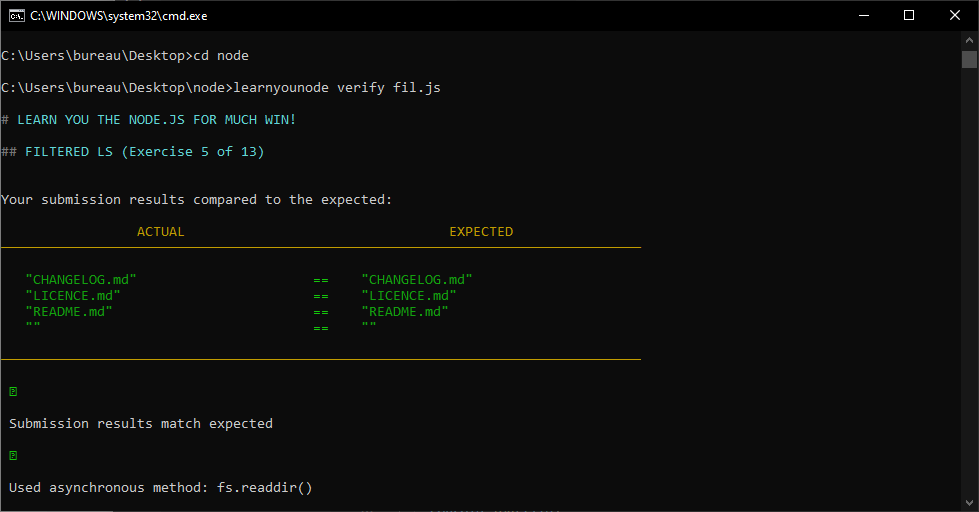 C:\WINDOWS\system32\cmd.exe
C:\Users\bureau\Desktop>cd node
C:\Users\bureau\Desktop\node>learnyounode verify fil.js
# LEARN YOU THE NODE.JS FOR MUCH WIN!
## FILTERED LS (Exercise 5 of 13)
Your submission results compared to the expected:
ACTUAL EXPECTED
"CHANGELOG.md" == "CHANGELOG.md"
"LICENCE.md" == "LICENCE.md"
"README.md" == "README.md"
"" == ""
Submission results match expected
Used asynchronous method: fs.readdir()